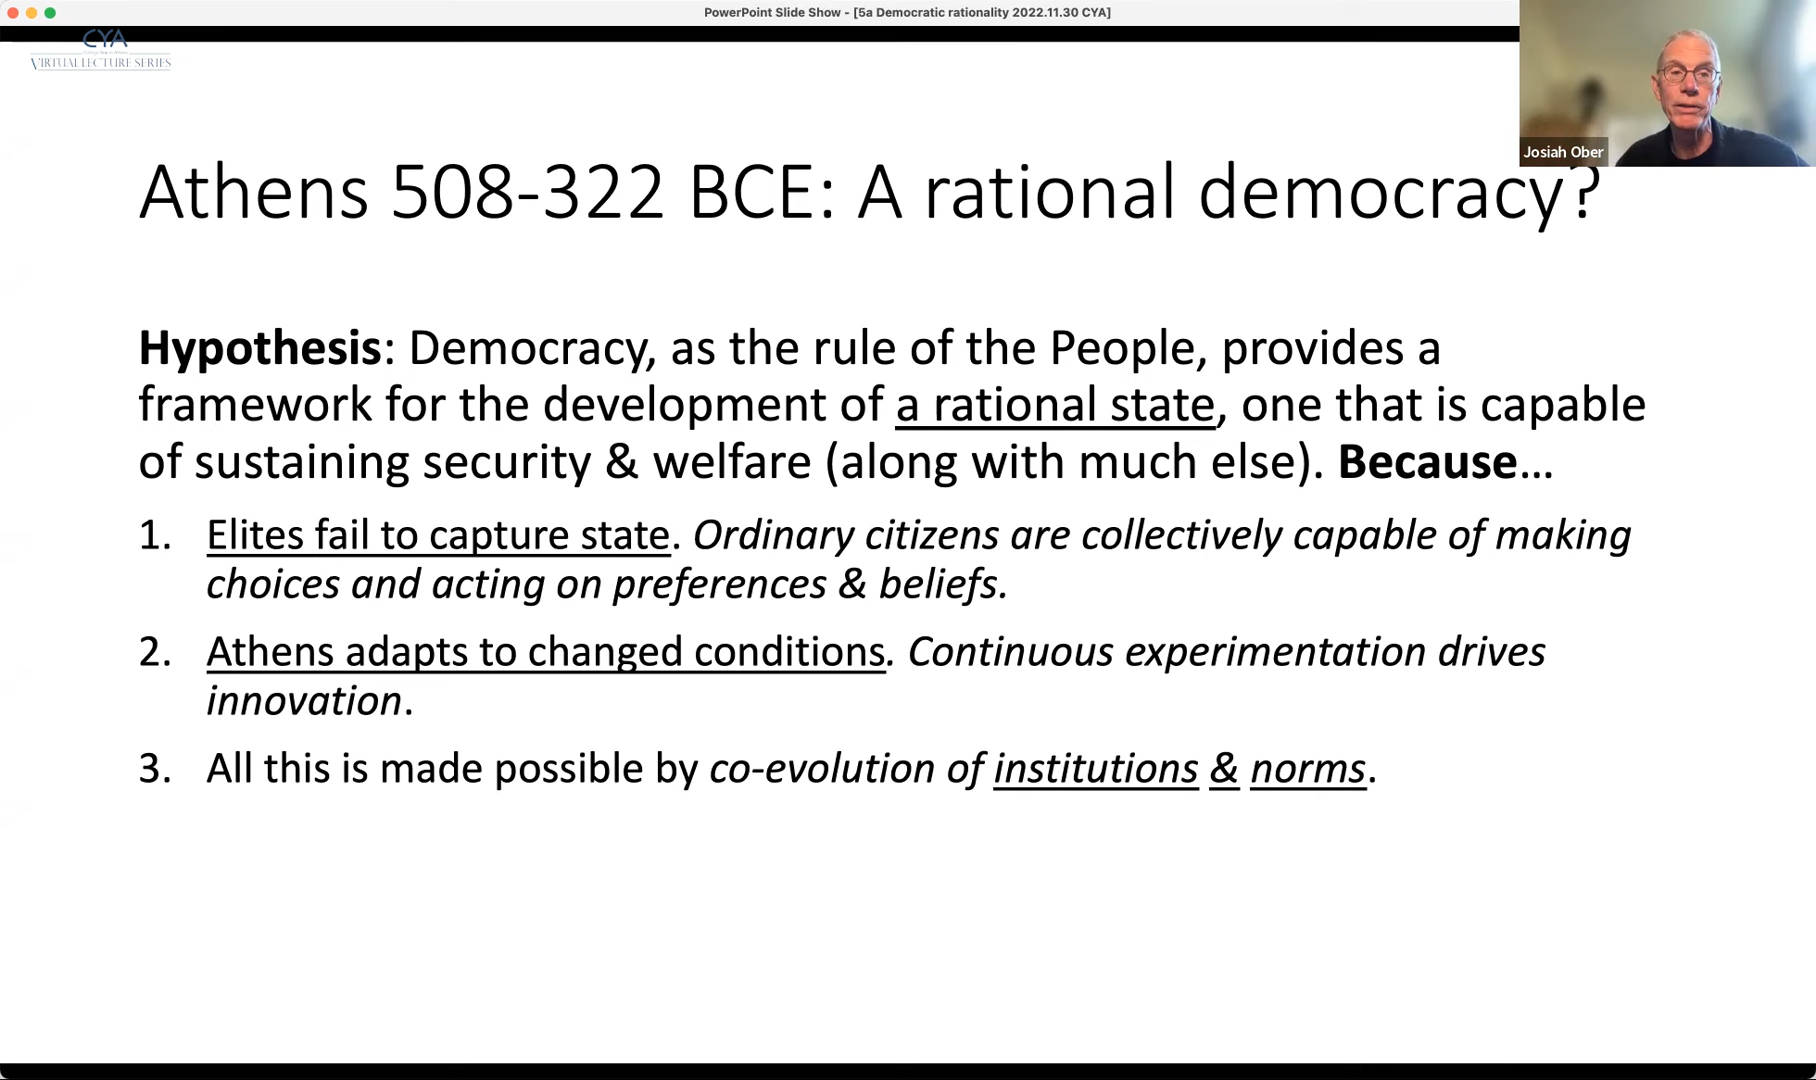 PowerPoint Slide Show - [5a Democratic rationality 2022.11.30 CYA]
CYA
VIRTUAL LECTURE SERIES
Josiah Ober
Athens 508-322 BCE: A rational democracy?
Hypothesis: Democracy, as the rule of the People, provides a
framework for the development of a rational state, one that is capable
of sustaining security & welfare (along with much else). Because...
1. Elites fail to capture state. Ordinary citizens are collectively capable of making
choices and acting on preferences & beliefs.
2. Athens adapts to changed conditions. Continuous experimentation drives
innovation.
3. All this is made possible by co-evolution of institutions & norms.